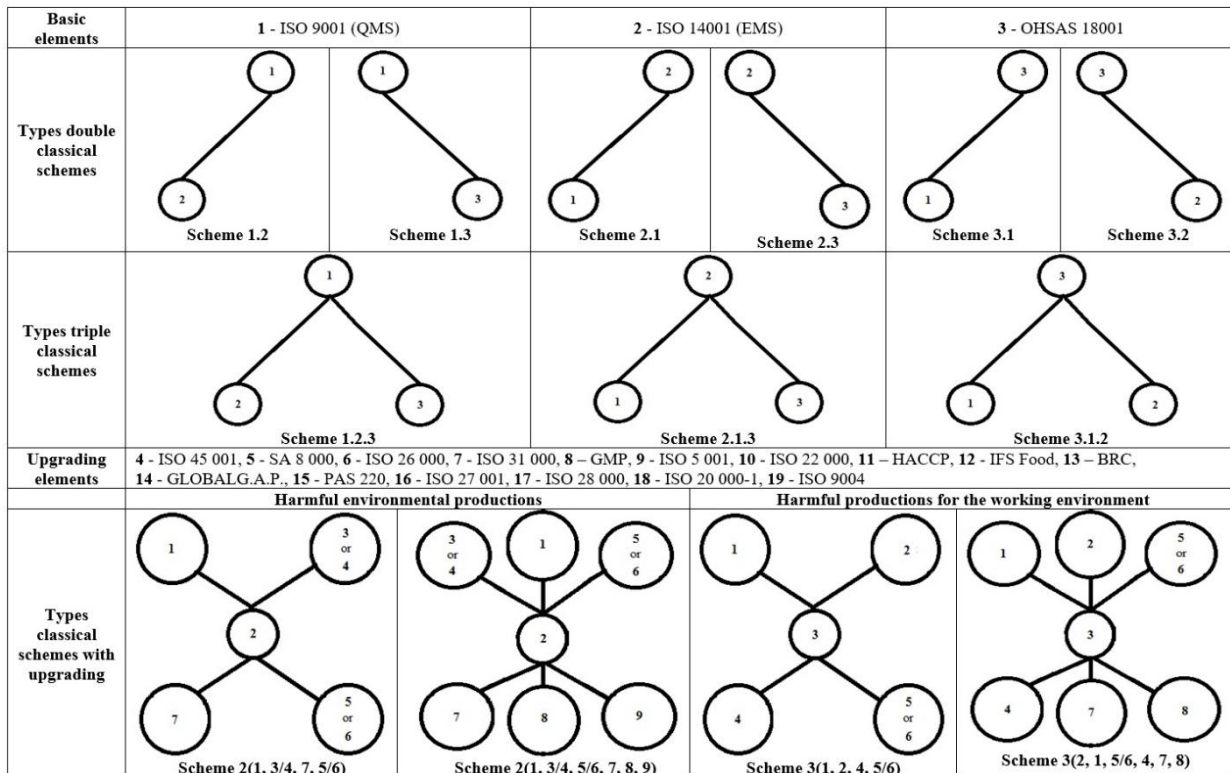 Basic elements
1 - ISO 9001 (QMS)
2 - ISO 14001 (EMS)
3 - OHSAS 18001
Types double classical schemes
1
2
Scheme 1.2
1
3
Scheme 1.3
2
1
Scheme 2.1
2
3
Scheme 2.3
3
1
Scheme 3.1
3
2
Scheme 3.2
Types triple classical schemes
1
2
3
Scheme 1.2.3
2
1
3
Scheme 2.1.3
3
1
2
Scheme 3.1.2
Upgrading elements
4 - ISO 45 001, 5 - SA 8 000, 6 - ISO 26 000, 7 - ISO 31 000, 8 – GMP, 9 - ISO 5 001, 10 - ISO 22 000, 11 – HACCP, 12 - IFS Food, 13 – BRC,
14 - GLOBALG.A.P., 15 - PAS 220, 16 - ISO 27 001, 17 - ISO 28 000, 18 - ISO 20 000-1, 19 - ISO 9004
Harmful environmental productions
Harmful productions for the working environment
Types classical schemes with upgrading
1
3 or 4
2
7
5 or 6
Scheme 2(1, 3/4, 7, 5/6)
3 or 4
1
5 or 6
2
7
8
9
Scheme 2(1, 3/4, 5/6, 7, 8, 9)
1
2
3
4
5 or 6
Scheme 3(1, 2, 4, 5/6)
1
2
5 or 6
3
4
7
8
Scheme 3(2, 1, 5/6, 4, 7, 8)